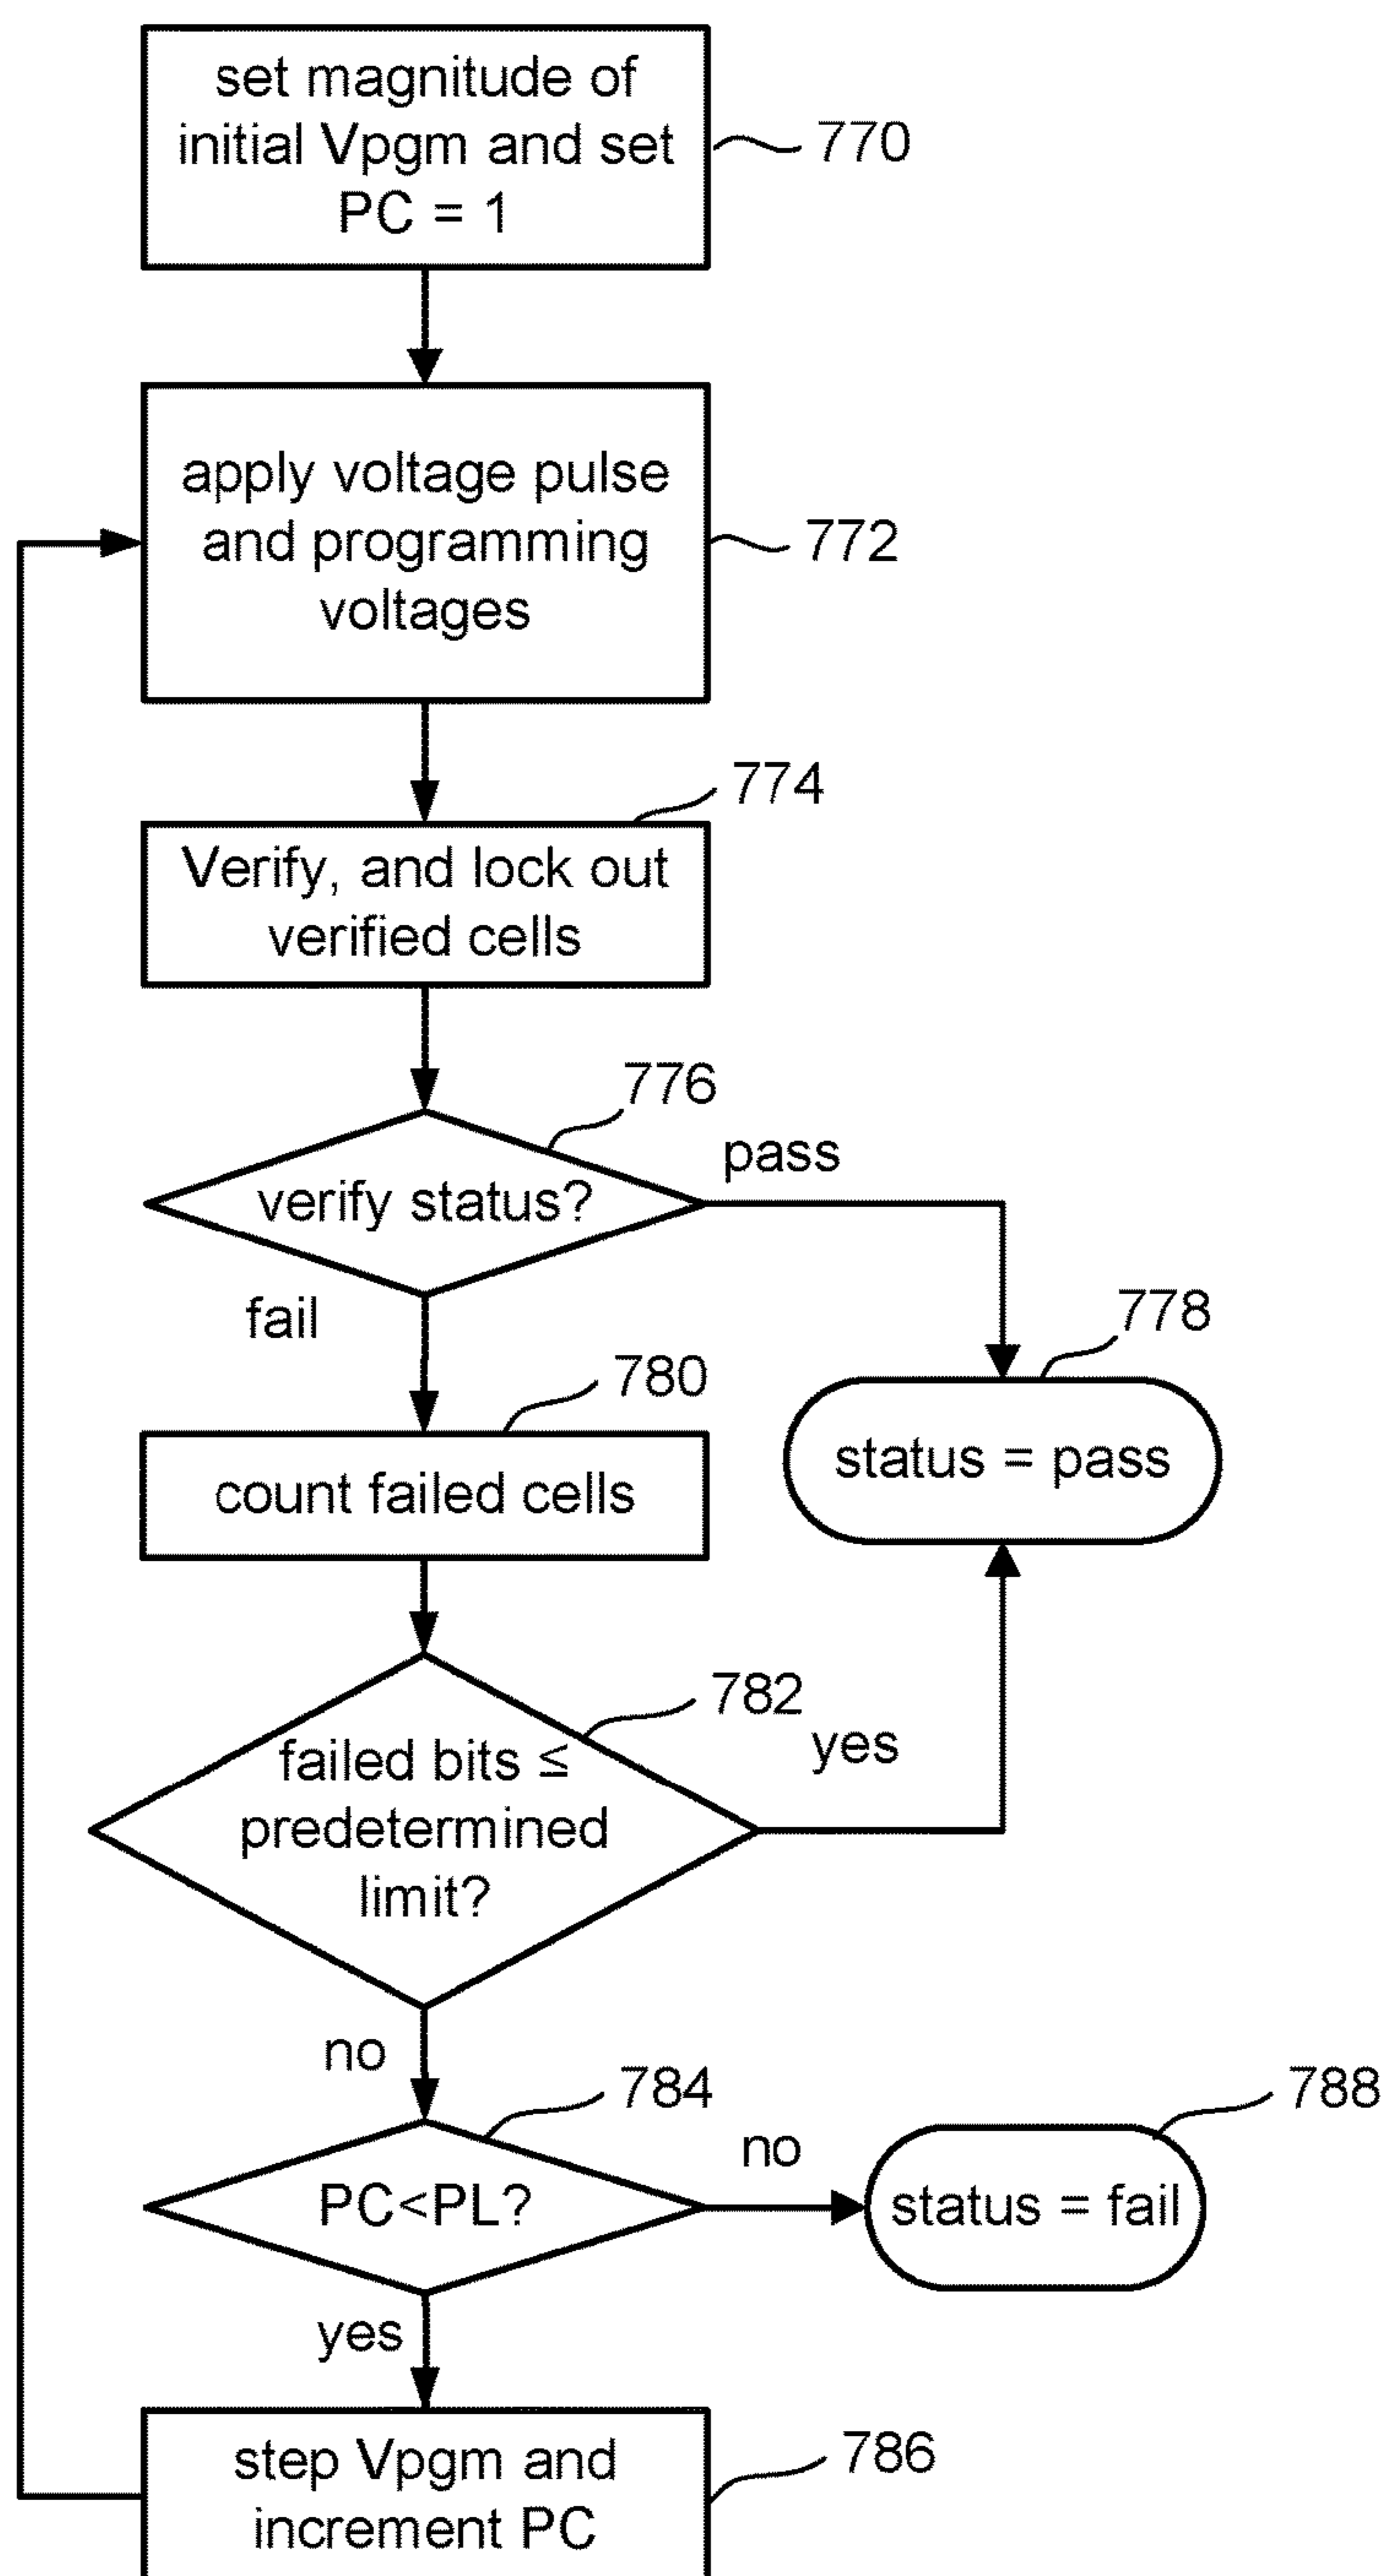 set magnitude of
initial Vpgm and set
PC = 1
770
apply voltage pulse
and programming
voltages
772
774
Verify, and lock out
verified cells
776
pass
verify status?
fail
778
780
status = pass
count failed cells
782
yes
failed bits ≤
predetermined
limit?
no
784
788
no
PC<PL?
status = fail
yes
step Vpgm and
increment PC
786